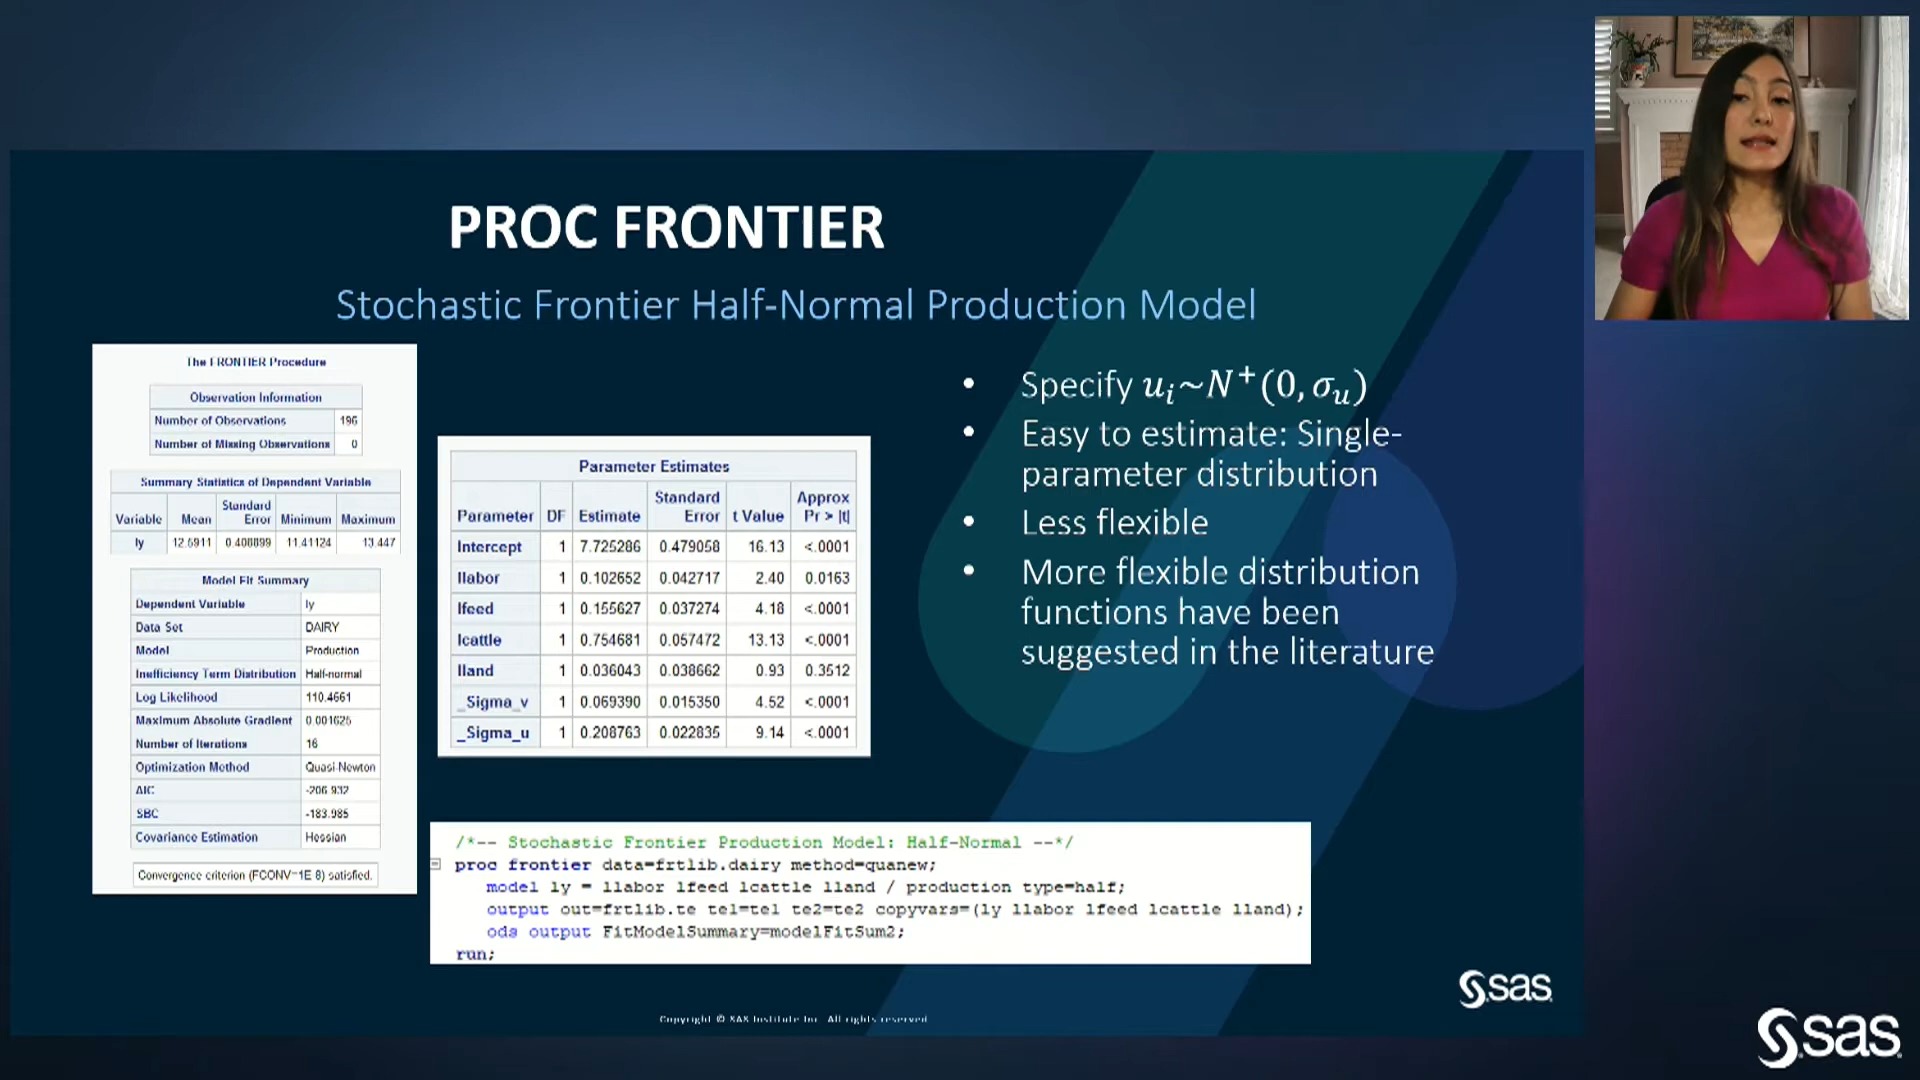 PROC FRONTIER
Stochastic Frontier Half-Normal Production Model
The FRONTIER Procedure
Observation Information
Number of Observations 196
Number of Missing Observations 0
Summary Statistics of Dependent Variable
Variable Mean Standard Error Minimum Maximum
ly 12.5911 0.408899 11.41124 13.447
Model Fit Summary
Dependent Variable ly
Data Set DAIRY
Model Production
Inefficiency Term Distribution Half-normal
Log Likelihood 110.4661
Maximum Absolute Gradient 0.001625
Number of Iterations 16
Optimization Method Quasi-Newton
AIC -206.932
SBC -183.985
Covariance Estimation Hessian
Convergence criterion (FCONV=1E-8) satisfied.
Parameter Estimates
Parameter DF Estimate Standard Error t Value Approx Pr > |t|
Intercept 1 7.725286 0.479058 16.13 <.0001
llabor 1 0.102652 0.042717 2.40 0.0163
lfeed 1 0.155627 0.037274 4.18 <.0001
lcattle 1 0.754681 0.057472 13.13 <.0001
lland 1 0.036043 0.038662 0.93 0.3512
_Sigma_v 1 0.069390 0.015350 4.52 <.0001
_Sigma_u 1 0.208763 0.022835 9.14 <.0001
• Specify u_i~N⁺(0, σ_u)
• Easy to estimate: Single-
parameter distribution
• Less flexible
• More flexible distribution
functions have been
suggested in the literature
/*-- Stochastic Frontier Production Model: Half-Normal --*/
proc frontier data=frtlib.dairy method=quanew;
model ly = llabor lfeed lcattle lland / production type=half;
output out=frtlib.te te1=te1 te2=te2 copyvars=(ly llabor lfeed lcattle lland);
ods output FitModelSummary=modelFitSum2;
run;
sas
Copyright © SAS Institute Inc. All rights reserved.
sas